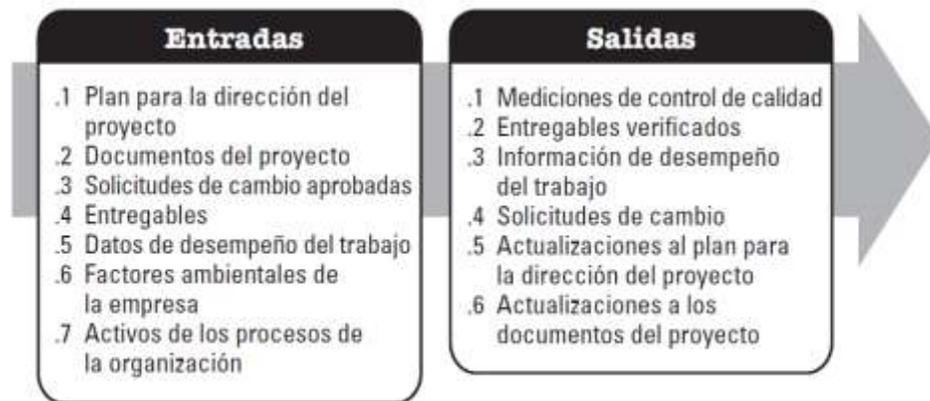 Entradas
.1 Plan para la dirección del
proyecto
.2 Documentos del proyecto
.3 Solicitudes de cambio aprobadas
.4 Entregables
.5 Datos de desempeño del trabajo
.6 Factores ambientales de
la empresa
.7 Activos de los procesos de
la organización
Salidas
.1 Mediciones de control de calidad
.2 Entregables verificados
.3 Información de desempeño
del trabajo
.4 Solicitudes de cambio
.5 Actualizaciones al plan para
la dirección del proyecto
.6 Actualizaciones a los
documentos del proyecto